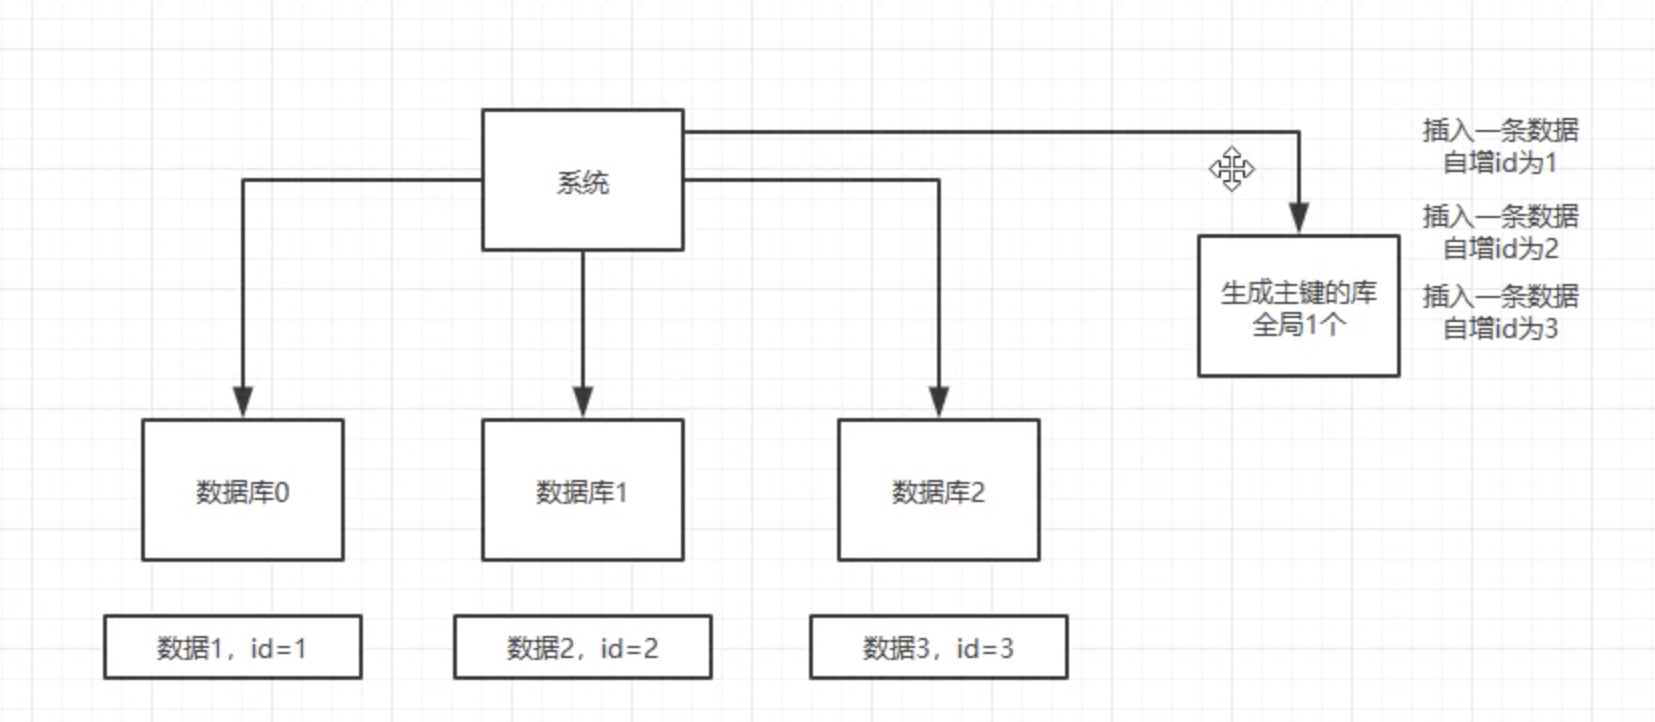 系统
插入一条数据
自增id为1
插入一条数据
自增id为2
插入一条数据
自增id为3
生成主键的库
全局1个
数据库0
数据库1
数据库2
数据1，id=1
数据2，id=2
数据3，id=3